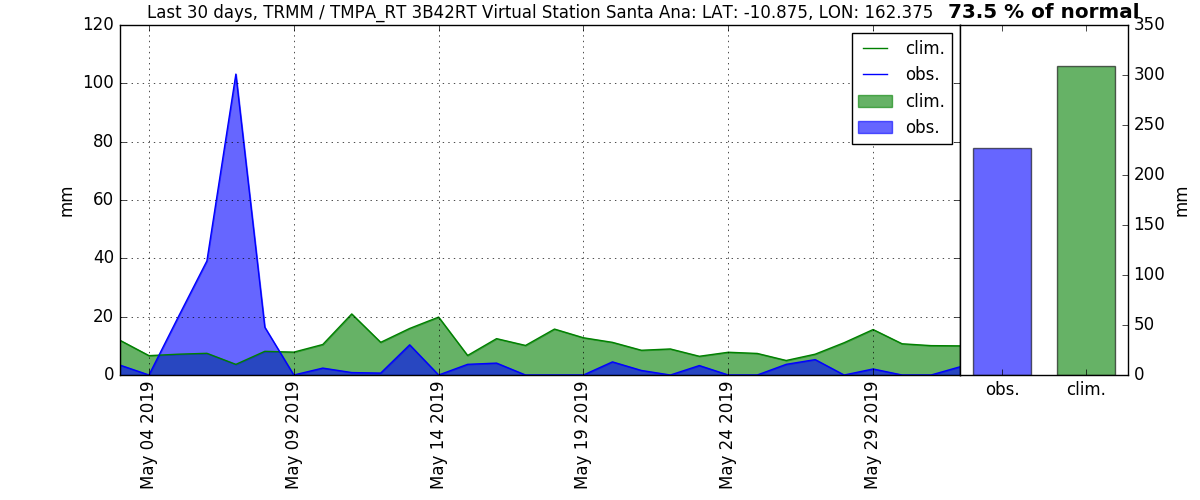 Last 30 days, TRMM / TMPA_RT 3B42RT Virtual Station Santa Ana: LAT: -10.875, LON: 162.375
73.5 % of normal
120
100
80
60
40
20
0
mm
clim.
obs.
clim.
obs.
May 04 2019
May 09 2019
May 14 2019
May 19 2019
May 24 2019
May 29 2019
350
300
250
200
150
100
50
0
mm
obs.
clim.